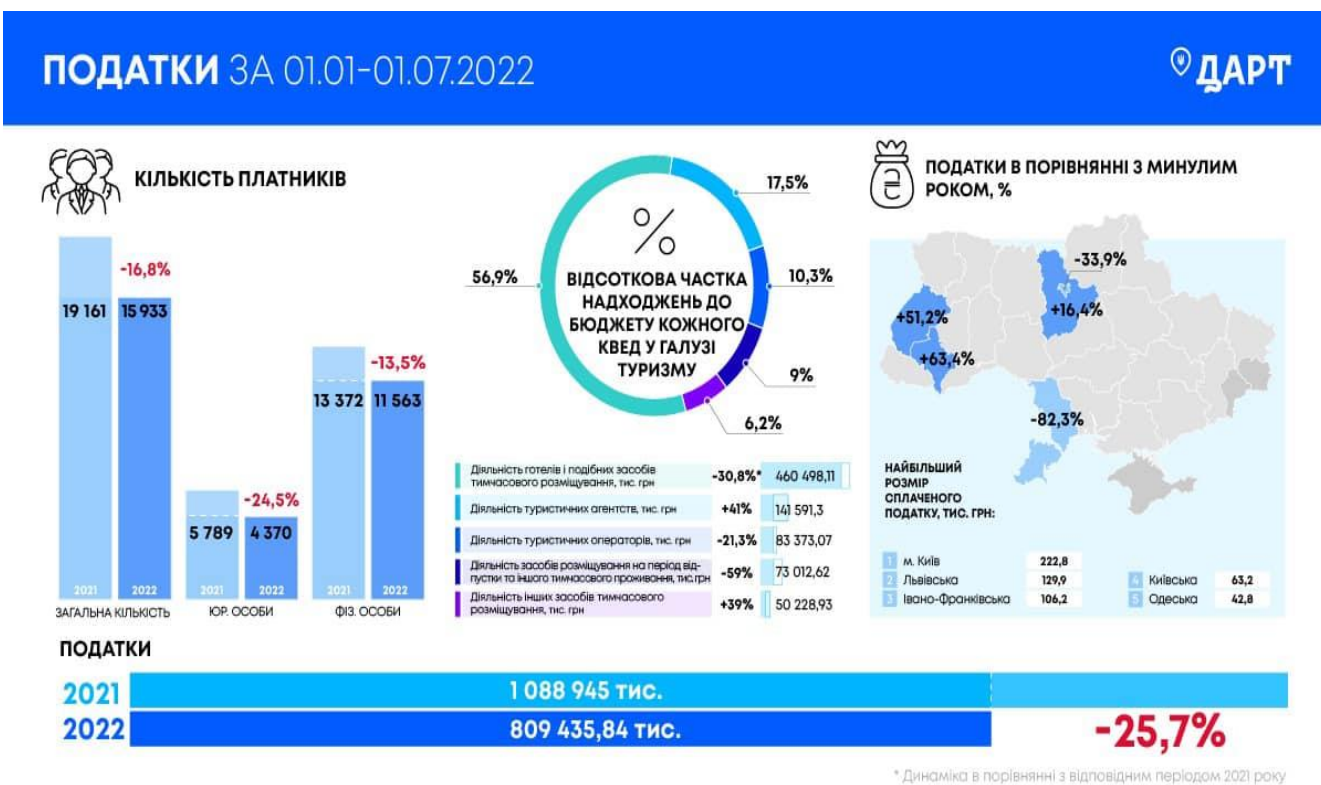 ПОДАТКИ ЗА 01.01-01.07.2022
ДАРТ
КІЛЬКІСТЬ ПЛАТНИКІВ
-16,8%
19 161
15 933
-24,5%
5 789
4 370
-13,5%
13 372
11 563
2021
2022
2021
2022
2021
2022
ЗАГАЛЬНА КІЛЬКІСТЬ
ЮР. ОСОБИ
ФІЗ. ОСОБИ
%
ВІДСОТКОВА ЧАСТКА
НАДХОДЖЕНЬ ДО
БЮДЖЕТУ КОЖНОГО
КВЕД У ГАЛУЗІ
ТУРИЗМУ
56,9%
17,5%
10,3%
9%
6,2%
Діяльність готелів і подібних засобів
тимчасового розміщування, тис. грн
-30,8%*
460 498,11
Діяльність туристичних агентств, тис. грн
+41%
141 591,3
Діяльність туристичних операторів, тис. грн
-21,3%
83 373,07
Діяльність засобів розміщування на період від-
пустки та іншого тимчасового проживання, тис.грн
-59%
73 012,62
Діяльність інших засобів тимчасового
розміщування, тис. грн
+39%
50 228,93
₴
ПОДАТКИ В ПОРІВНЯННІ З МИНУЛИМ
РОКОМ, %
-33,9%
+16,4%
+51,2%
+63,4%
-82,3%
НАЙБІЛЬШИЙ
РОЗМІР
СПЛАЧЕНОГО
ПОДАТКУ, ТИС. ГРН:
1 м. Київ 222,8
2 Львівська 129,9
3 Івано-Франківська 106,2
4 Київська 63,2
5 Одеська 42,8
ПОДАТКИ
2021
1 088 945 тис.
2022
809 435,84 тис.
-25,7%
* Динаміка в порівнянні з відповідним періодом 2021 року